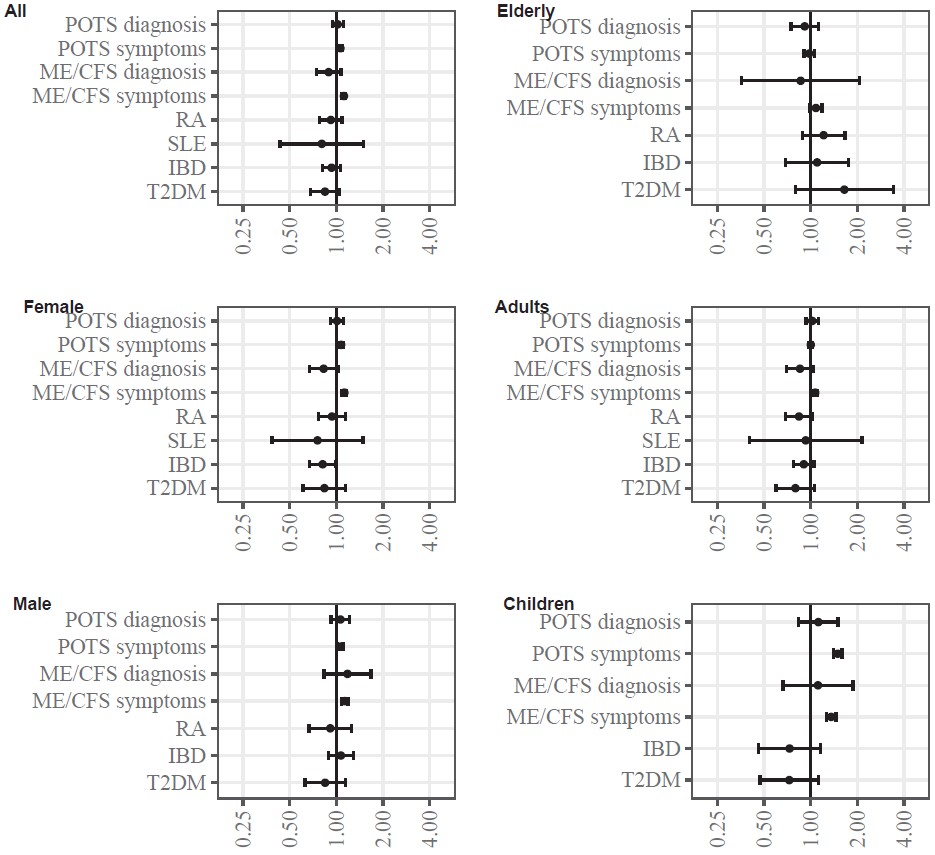 All
POTS diagnosis
POTS symptoms
ME/CFS diagnosis
ME/CFS symptoms
RA
SLE
IBD
T2DM
0.25 0.50 1.00 2.00 4.00
Elderly
POTS diagnosis
POTS symptoms
ME/CFS diagnosis
ME/CFS symptoms
RA
IBD
T2DM
0.25 0.50 1.00 2.00 4.00
Female
POTS diagnosis
POTS symptoms
ME/CFS diagnosis
ME/CFS symptoms
RA
SLE
IBD
T2DM
0.25 0.50 1.00 2.00 4.00
Adults
POTS diagnosis
POTS symptoms
ME/CFS diagnosis
ME/CFS symptoms
RA
SLE
IBD
T2DM
0.25 0.50 1.00 2.00 4.00
Male
POTS diagnosis
POTS symptoms
ME/CFS diagnosis
ME/CFS symptoms
RA
IBD
T2DM
0.25 0.50 1.00 2.00 4.00
Children
POTS diagnosis
POTS symptoms
ME/CFS diagnosis
ME/CFS symptoms
IBD
T2DM
0.25 0.50 1.00 2.00 4.00